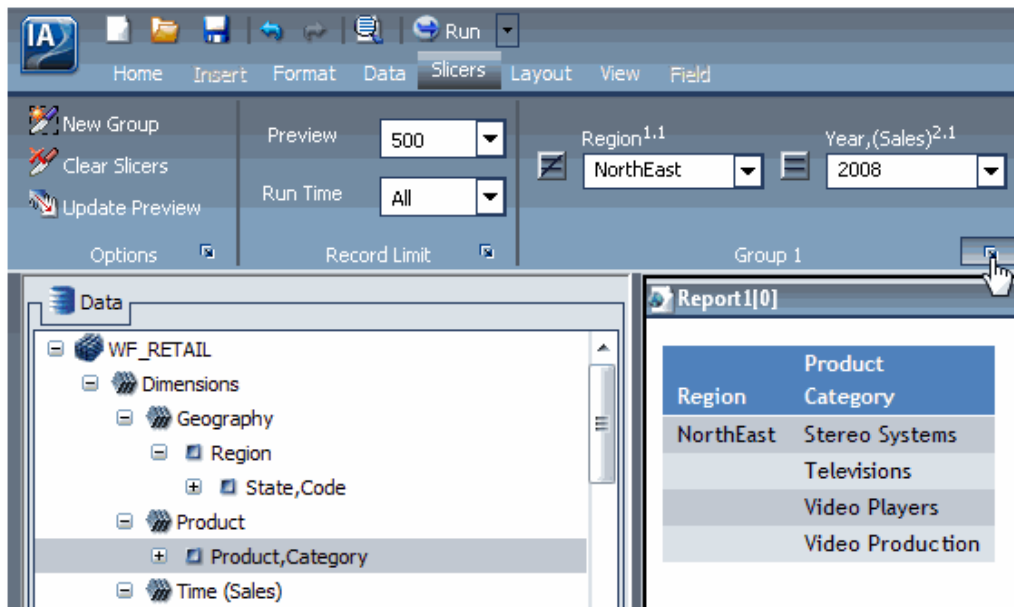 IA
Run
Home Insert Format Data Slicers Layout View Field
New Group
Clear Slicers
Update Preview
Options
Preview 500
Run Time All
Record Limit
Region1.1 Year,(Sales)2.1
NorthEast 2008
Group 1
Data
WF_RETAIL
Dimensions
Geography
Region
State,Code
Product
Product,Category
Time (Sales)
Report1[0]
Product
Region Category
NorthEast Stereo Systems
Televisions
Video Players
Video Production